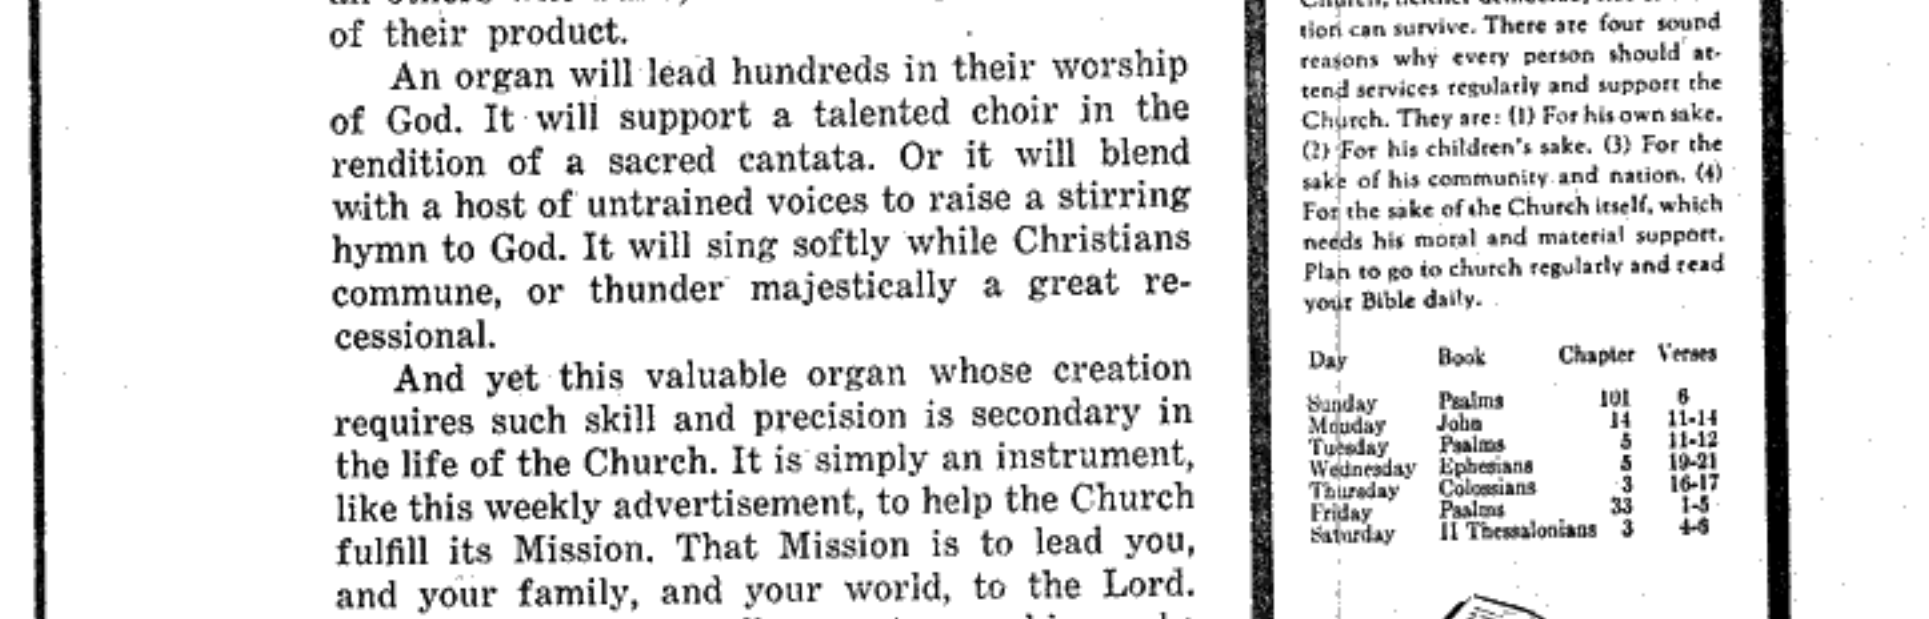 of their product.
An organ will lead hundreds in their worship
of God. It will support a talented choir in the
rendition of a sacred cantata. Or it will blend
with a host of untrained voices to raise a stirring
hymn to God. It will sing softly while Christians
commune, or thunder majestically a great re-
cessional.
And yet this valuable organ whose creation
requires such skill and precision is secondary in
the life of the Church. It is simply an instrument,
like this weekly advertisement, to help the Church
fulfill its Mission. That Mission is to lead you,
and your family, and your world, to the Lord.
tion can survive. There are four sound
reasons why every person should at-
tend services regularly and support the
Church. They are: (1) For his own sake.
(2) For his children's sake. (3) For the
sake of his community and nation. (4)
For the sake of the Church itself, which
needs his moral and material support.
Plan to go to church regularly and read
your Bible daily.
Day Book Chapter Verses
Sunday Psalms 101 6
Monday John 14 11-14
Tuesday Psalms 5 11-12
Wednesday Ephesians 5 19-21
Thursday Colossians 3 16-17
Friday Psalms 33 1-5
Saturday II Thessalonians 3 4-6